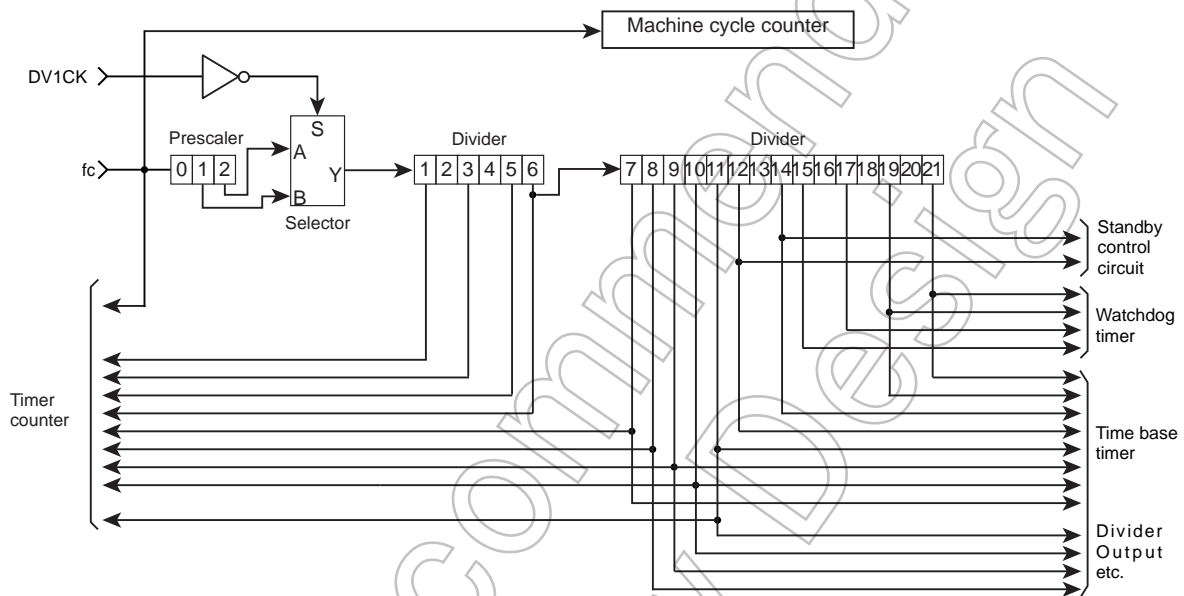 Machine cycle counter
DV1CK
S
Prescaler
Divider
Divider
fc
0 1 2
A
B
Y
Selector
1 2 3 4 5 6
7 8 9 10 11 12 13 14 15 16 17 18 19 20 21
Standby
control
circuit
Watchdog
timer
Timer
counter
Time base
timer
Divider
Output
etc.
commend
Design